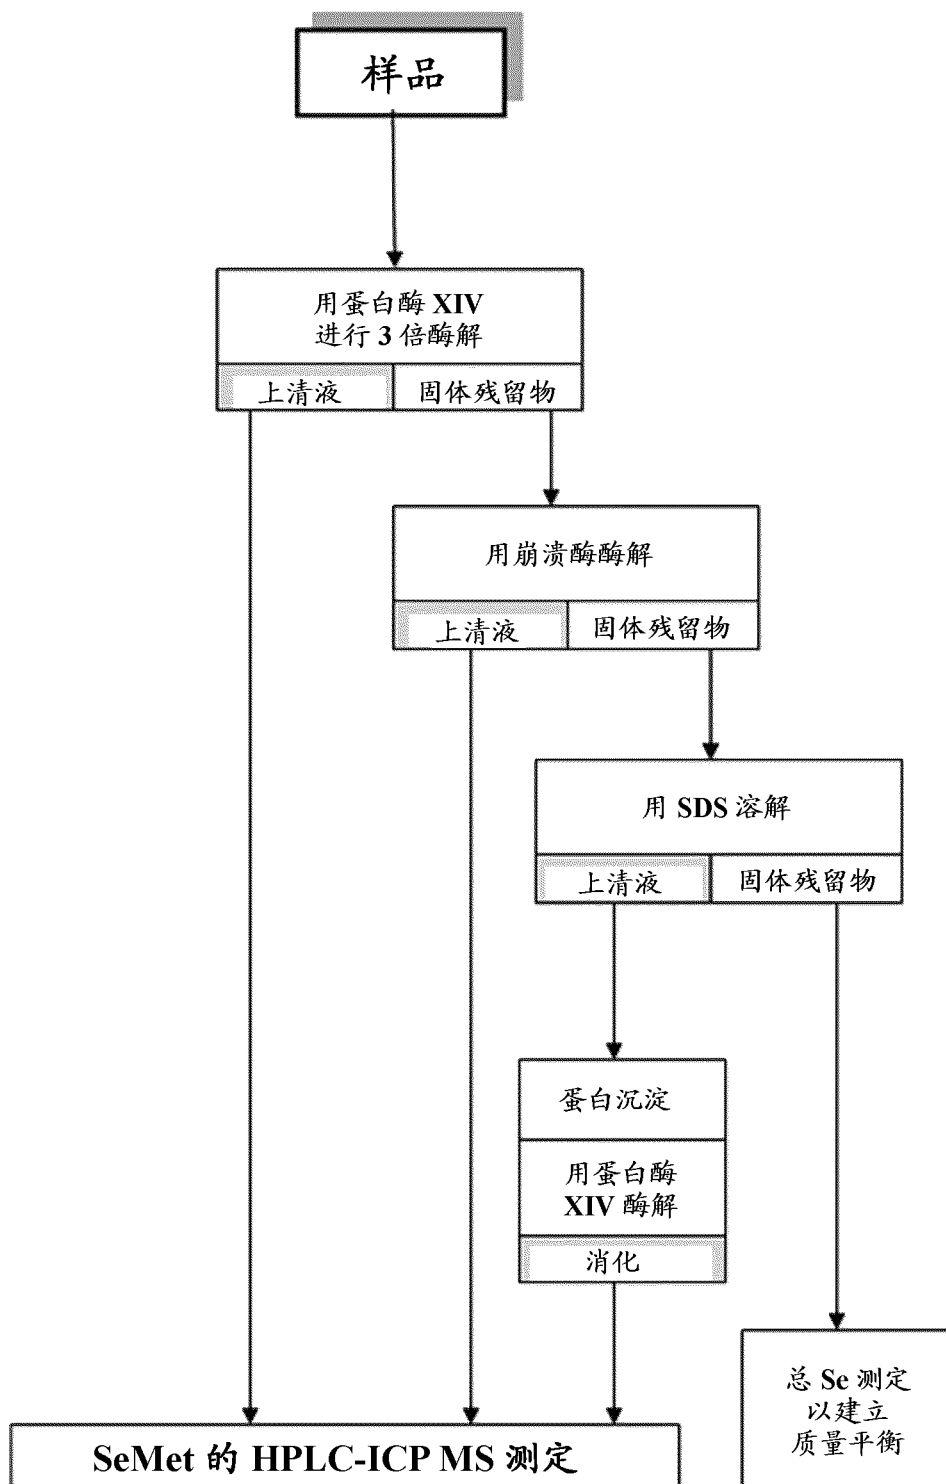 样品
用蛋白酶 XIV
进行 3 倍酶解
上清液
固体残留物
用崩溃酶酶解
上清液
固体残留物
用 SDS 溶解
上清液
固体残留物
蛋白沉淀
用蛋白酶
XIV 酶解
消化
总 Se 测定
以建立
质量平衡
SeMet 的 HPLC-ICP MS 测定